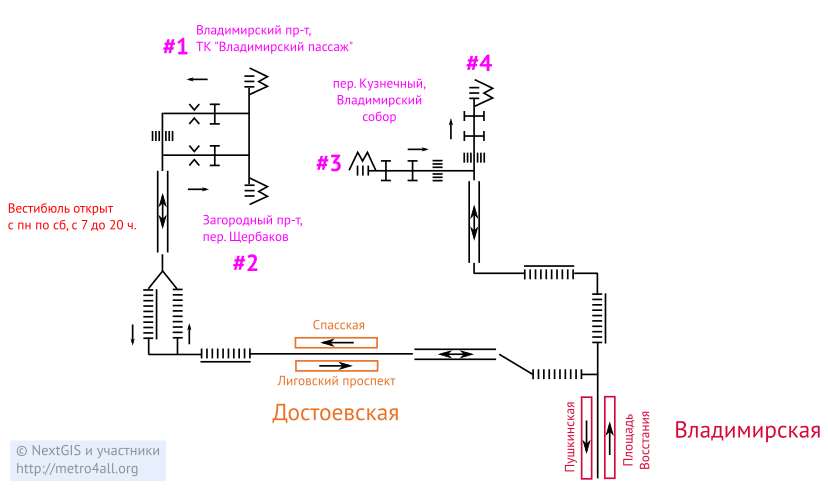 #1
Владимирский пр-т,
ТК "Владимирский пассаж"
#4
пер. Кузнечный,
Владимирский
собор
#3
Вестибюль открыт
с пн по сб, с 7 до 20 ч.
Загородный пр-т,
пер. Щербаков
#2
Спасская
Лиговский проспект
Достоевская
Пушкинская
Площадь
Восстания
Владимирская
© NextGIS и участники
http://metro4all.org